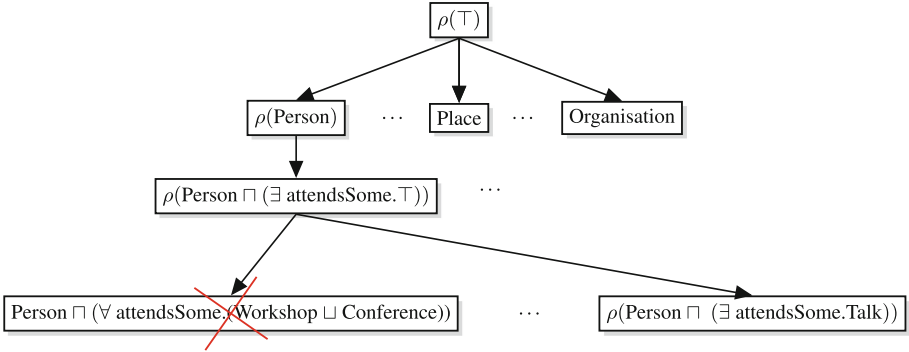 ρ(⊤)
ρ(Person) ··· Place ··· Organisation
ρ(Person ⊓ (∃ attendsSome.⊤)) ···
Person ⊓ (∀ attendsSome.(Workshop ⊔ Conference)) ··· ρ(Person ⊓ (∃ attendsSome.Talk))